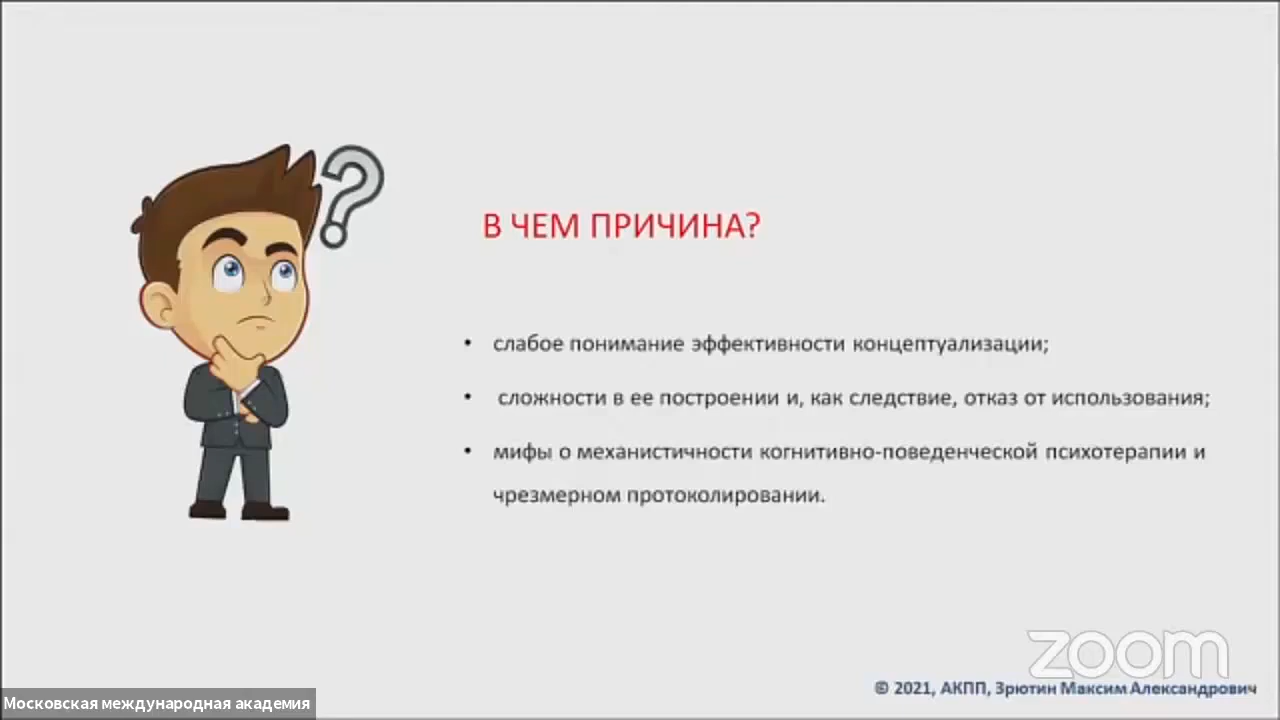 ?
В ЧЕМ ПРИЧИНА?
• слабое понимание эффективности концептуализации;
• сложности в ее построении и, как следствие, отказ от использования;
• мифы о механистичности когнитивно-поведенческой психотерапии и
чрезмерном протоколировании.
zoom
© 2021, АКПП, Зрютин Максим Александрович
Московская международная академия